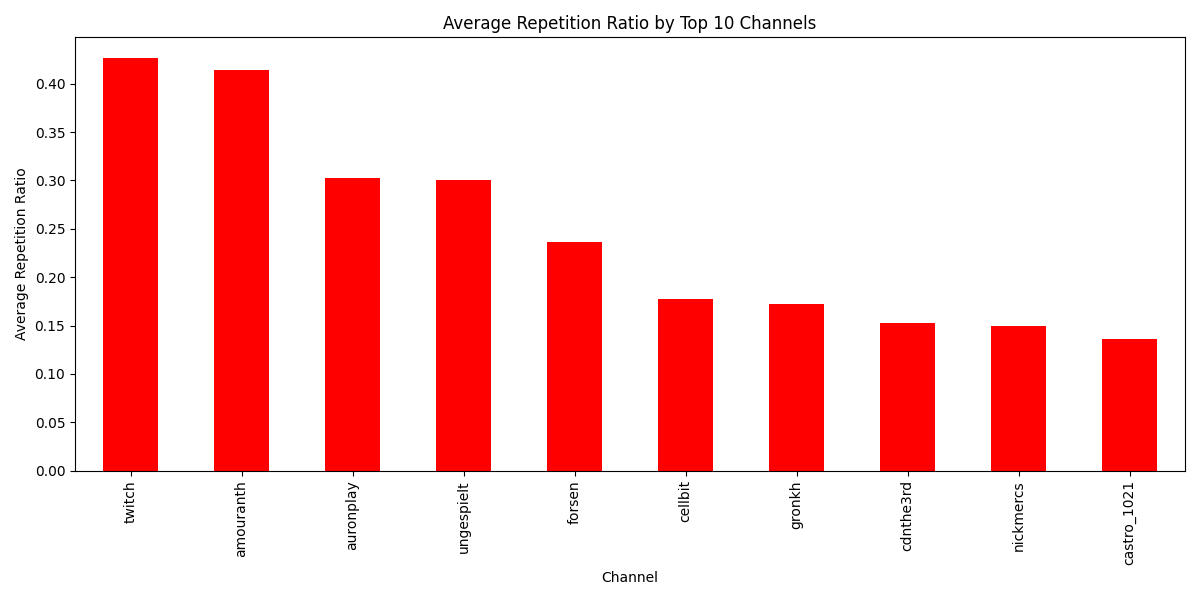 Average Repetition Ratio by Top 10 Channels
Average Repetition Ratio
0.40
0.35
0.30
0.25
0.20
0.15
0.10
0.05
0.00
twitch
amouranth
auronplay
ungespielt
forsen
cellbit
gronkh
cdnthe3rd
nickmercs
castro_1021
Channel